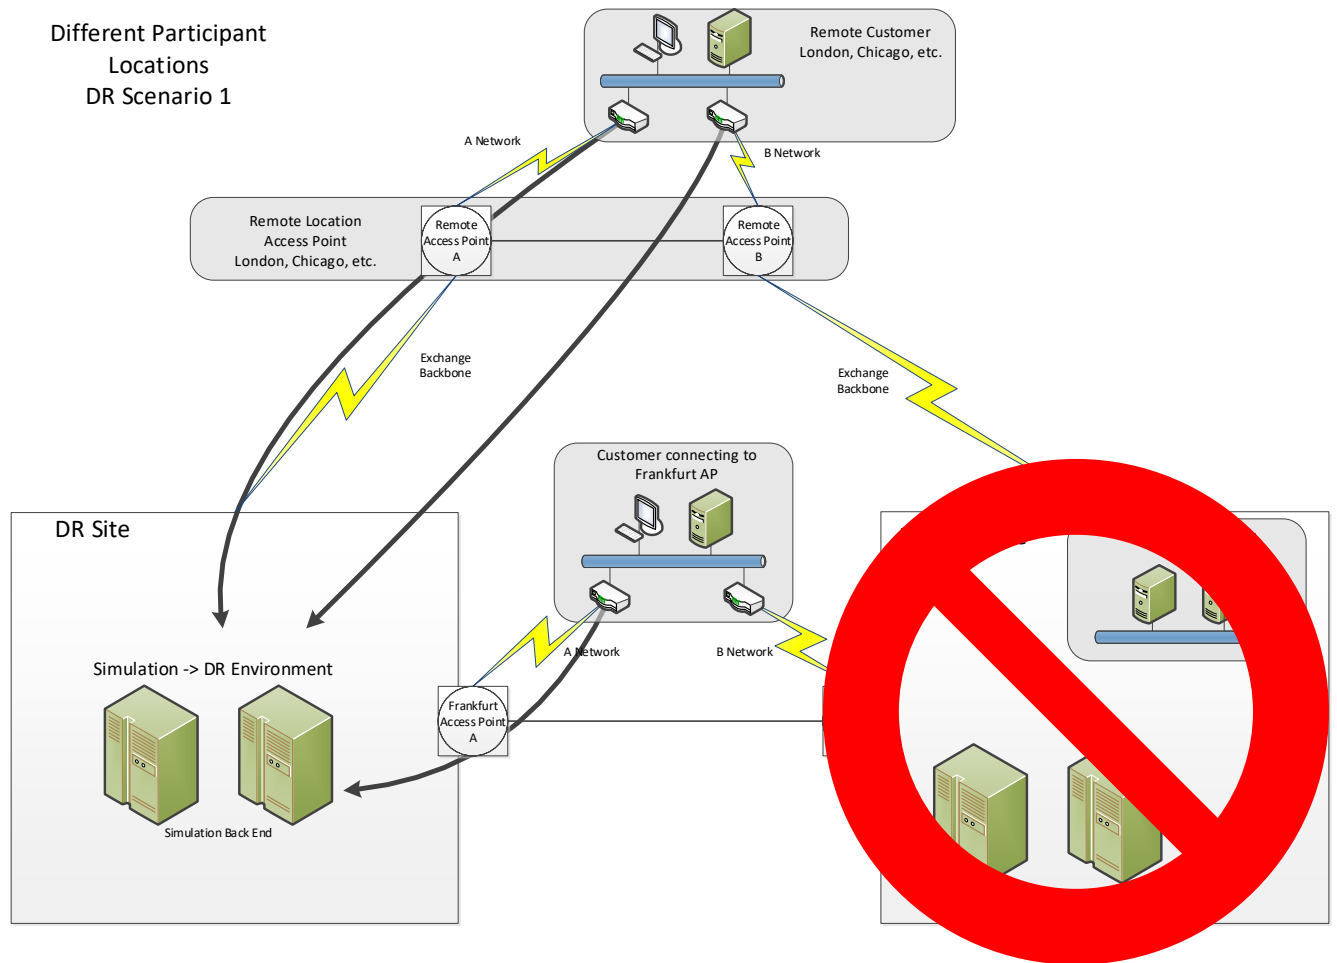 Different Participant
Locations
DR Scenario 1
Remote Customer
London, Chicago, etc.
A Network
B Network
Remote Location
Access Point
London, Chicago, etc.
Remote
Access Point
A
Remote
Access Point
B
Exchange
Backbone
Exchange
Backbone
Customer connecting to
Frankfurt AP
DR Site
A Network
B Network
Simulation -> DR Environment
Frankfurt
Access Point
A
Simulation Back End